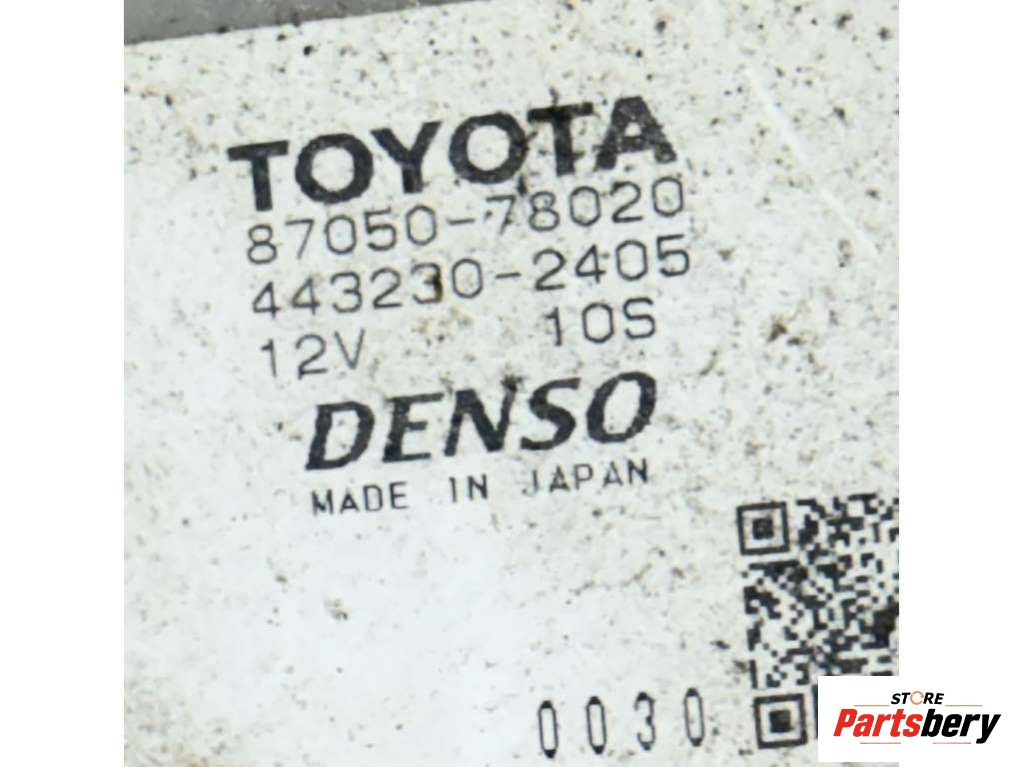 TOYOTA
87050-78020
443230-2405
12V 10S
DENSO
MADE IN JAPAN
0030
STORE
Partsbery